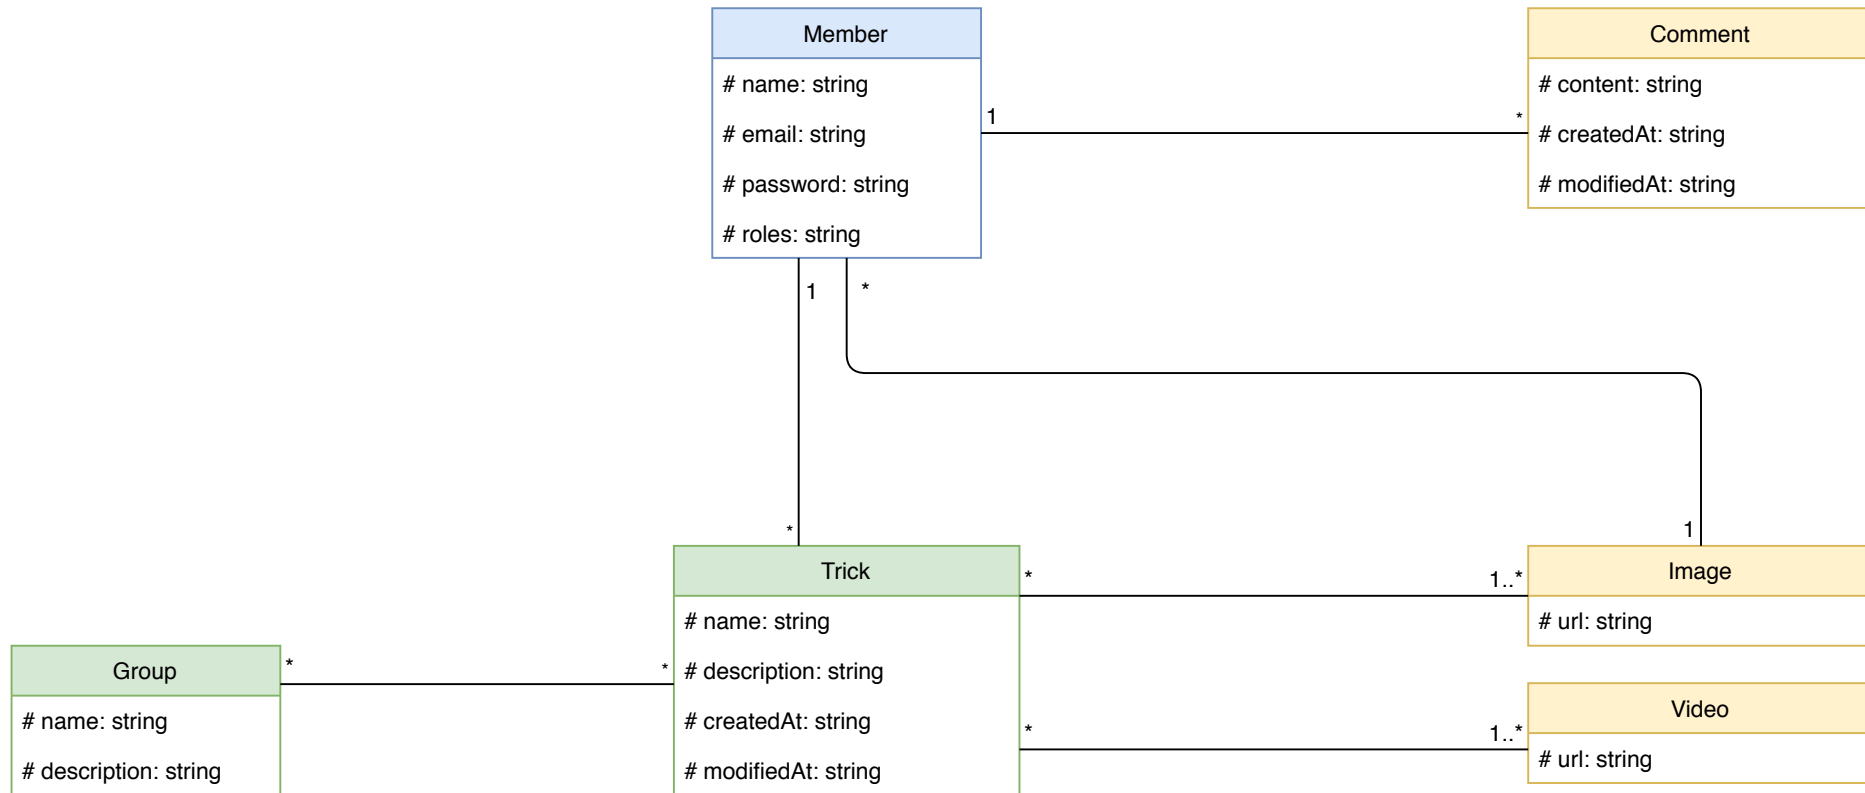 Member
# name: string
# email: string
# password: string
# roles: string
Comment
# content: string
# createdAt: string
# modifiedAt: string
1
*
1
*
*
1
Trick
# name: string
# description: string
# createdAt: string
# modifiedAt: string
*
1..*
Image
# url: string
Group
# name: string
# description: string
*
*
*
1..*
Video
# url: string